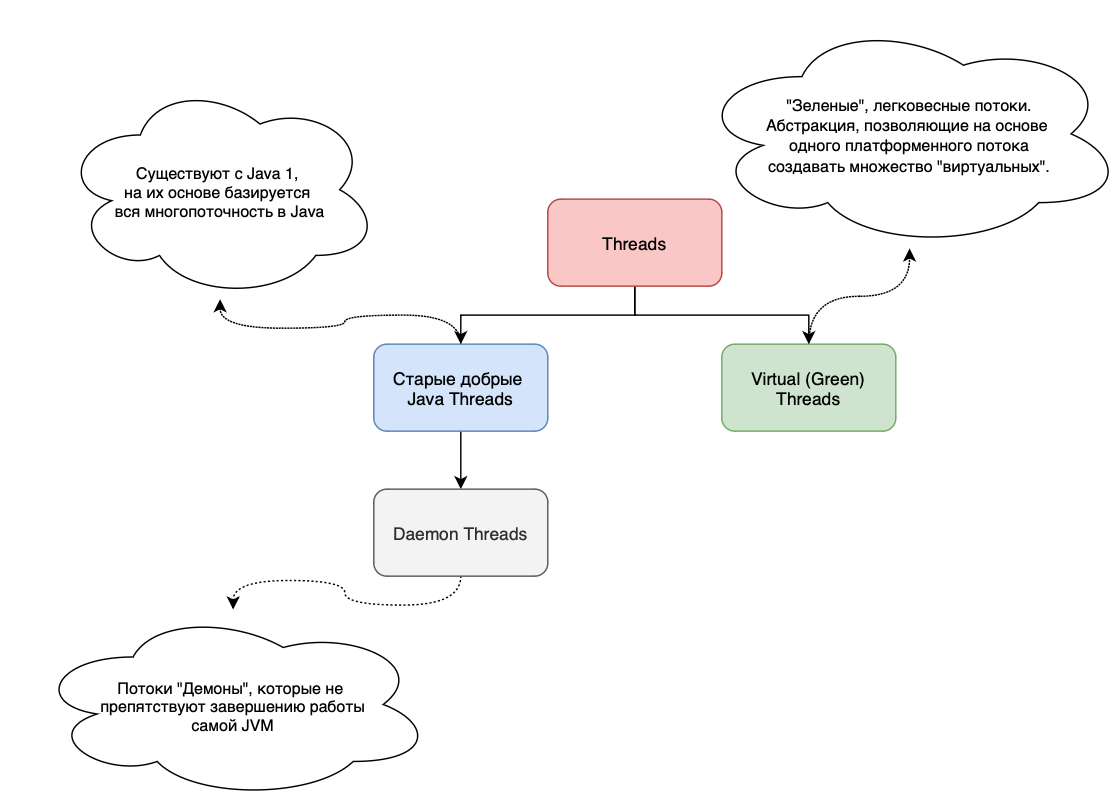 "Зеленые", легковесные потоки.
Абстракция, позволяющие на основе
одного платформенного потока
создавать множество "виртуальных".
Существуют с Java 1,
на их основе базируется
вся многопоточность в Java
Threads
Старые добрые
Java Threads
Virtual (Green)
Threads
Daemon Threads
Потоки "Демоны", которые не
препятствуют завершению работы
самой JVM